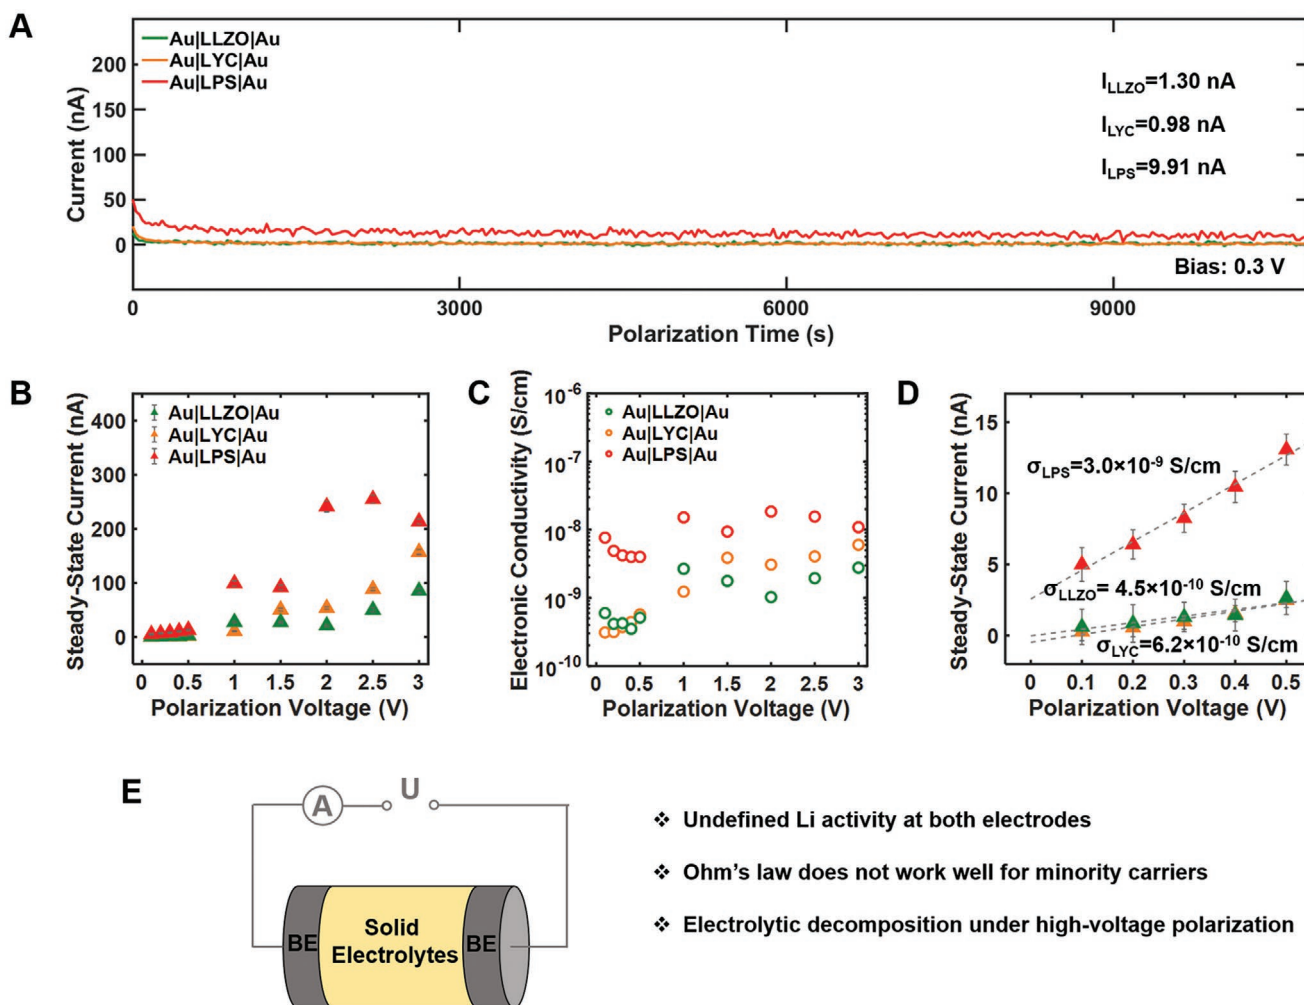 A
Au|LLZO|Au
Au|LYC|Au
Au|LPS|Au
200
150
100
50
0
Current (nA)
I_LLZO=1.30 nA
I_LYC=0.98 nA
I_LPS=9.91 nA
Bias: 0.3 V
0 3000 6000 9000
Polarization Time (s)
B
Au|LLZO|Au
Au|LYC|Au
Au|LPS|Au
400
300
200
100
0
Steady-State Current (nA)
0 0.5 1 1.5 2 2.5 3
Polarization Voltage (V)
C
Au|LLZO|Au
Au|LYC|Au
Au|LPS|Au
10⁻⁶
10⁻⁷
10⁻⁸
10⁻⁹
10⁻¹⁰
Electronic Conductivity (S/cm)
0 0.5 1 1.5 2 2.5 3
Polarization Voltage (V)
D
15
10
5
0
Steady-State Current (nA)
σ_LPS=3.0×10⁻⁹ S/cm
σ_LLZO= 4.5×10⁻¹⁰ S/cm
σ_LYC=6.2×10⁻¹⁰ S/cm
0 0.1 0.2 0.3 0.4 0.5
Polarization Voltage (V)
E
A
U
BE
Solid
Electrolytes
BE
❖ Undefined Li activity at both electrodes
❖ Ohm's law does not work well for minority carriers
❖ Electrolytic decomposition under high-voltage polarization